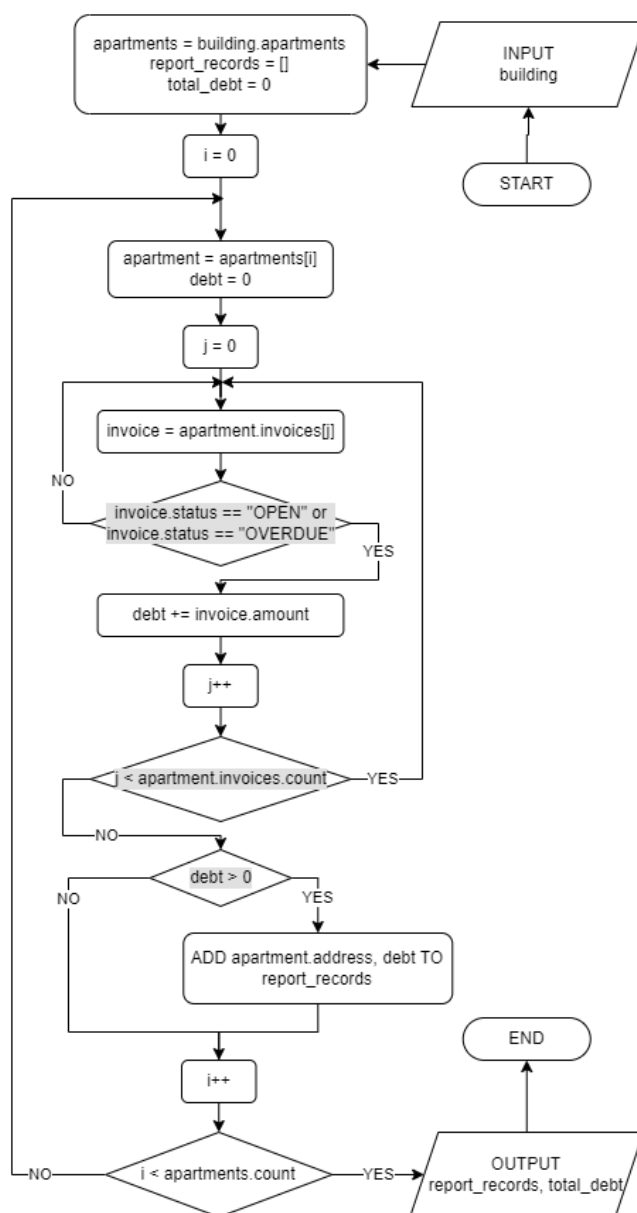 apartments = building.apartments
report_records = []
total_debt = 0
INPUT
building
i = 0
START
apartment = apartments[i]
debt = 0
j = 0
invoice = apartment.invoices[j]
NO
invoice.status == "OPEN" or
invoice.status == "OVERDUE"
YES
debt += invoice.amount
j++
j < apartment.invoices.count
YES
NO
debt > 0
NO
YES
ADD apartment.address, debt TO
report_records
END
i++
i < apartments.count
NO
YES
OUTPUT
report_records, total_debt